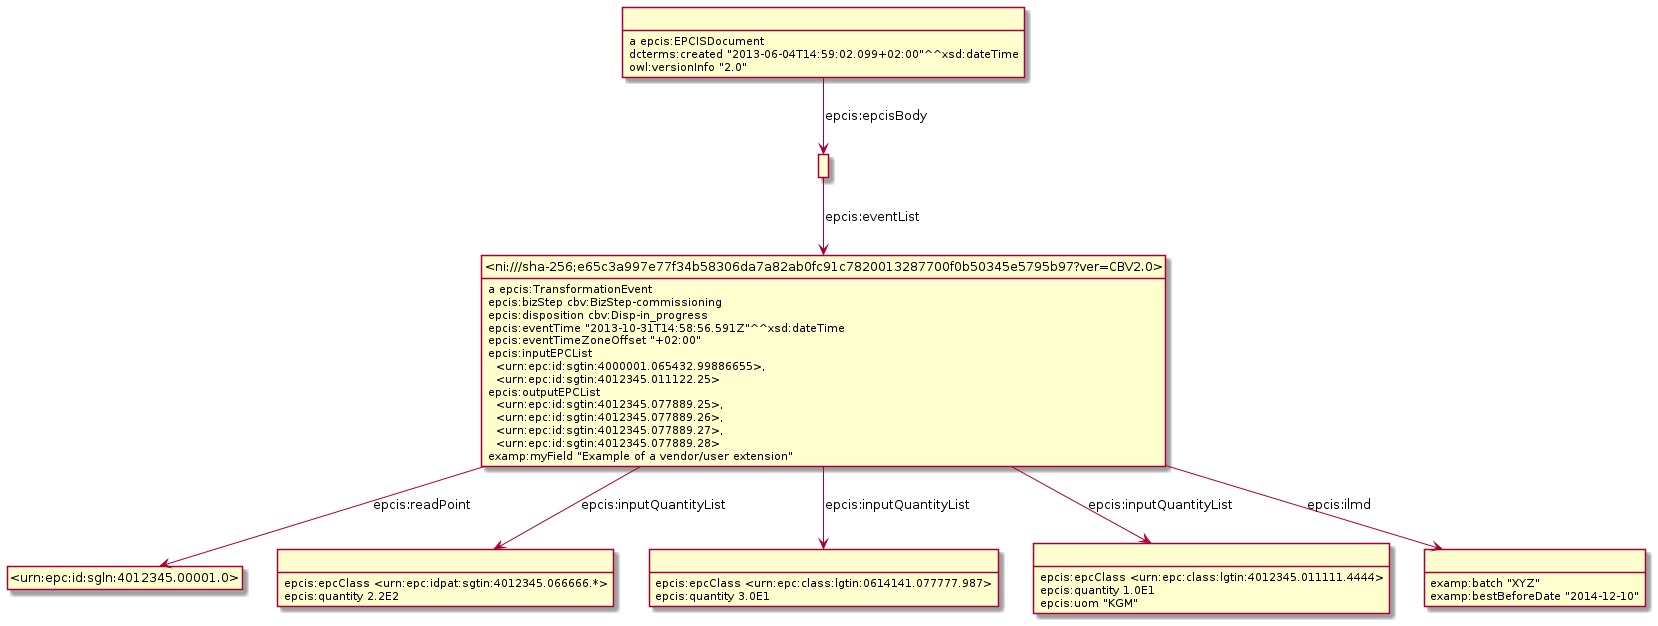 a epcis:EPCISDocument
dcterms:created "2013-06-04T14:59:02.099+02:00"^^xsd:dateTime
owl:versionInfo "2.0"
epcis:epcisBody
epcis:eventList
<ni:///sha-256;e65c3a997e77f34b58306da7a82ab0fc91c7820013287700f0b50345e5795b97?ver=CBV2.0>
a epcis:TransformationEvent
epcis:bizStep cbv:BizStep-commissioning
epcis:disposition cbv:Disp-in_progress
epcis:eventTime "2013-10-31T14:58:56.591Z"^^xsd:dateTime
epcis:eventTimeZoneOffset "+02:00"
epcis:inputEPCList
<urn:epc:id:sgtin:4000001.065432.99886655>,
<urn:epc:id:sgtin:4012345.011122.25>
epcis:outputEPCList
<urn:epc:id:sgtin:4012345.077889.25>,
<urn:epc:id:sgtin:4012345.077889.26>,
<urn:epc:id:sgtin:4012345.077889.27>,
<urn:epc:id:sgtin:4012345.077889.28>
examp:myField "Example of a vendor/user extension"
epcis:readPoint
epcis:inputQuantityList
epcis:inputQuantityList
epcis:inputQuantityList
epcis:ilmd
<urn:epc:id:sgln:4012345.00001.0>
epcis:epcClass <urn:epc:idpat:sgtin:4012345.066666.*>
epcis:quantity 2.2E2
epcis:epcClass <urn:epc:class:lgtin:0614141.077777.987>
epcis:quantity 3.0E1
epcis:epcClass <urn:epc:class:lgtin:4012345.011111.4444>
epcis:quantity 1.0E1
epcis:uom "KGM"
examp:batch "XYZ"
examp:bestBeforeDate "2014-12-10"